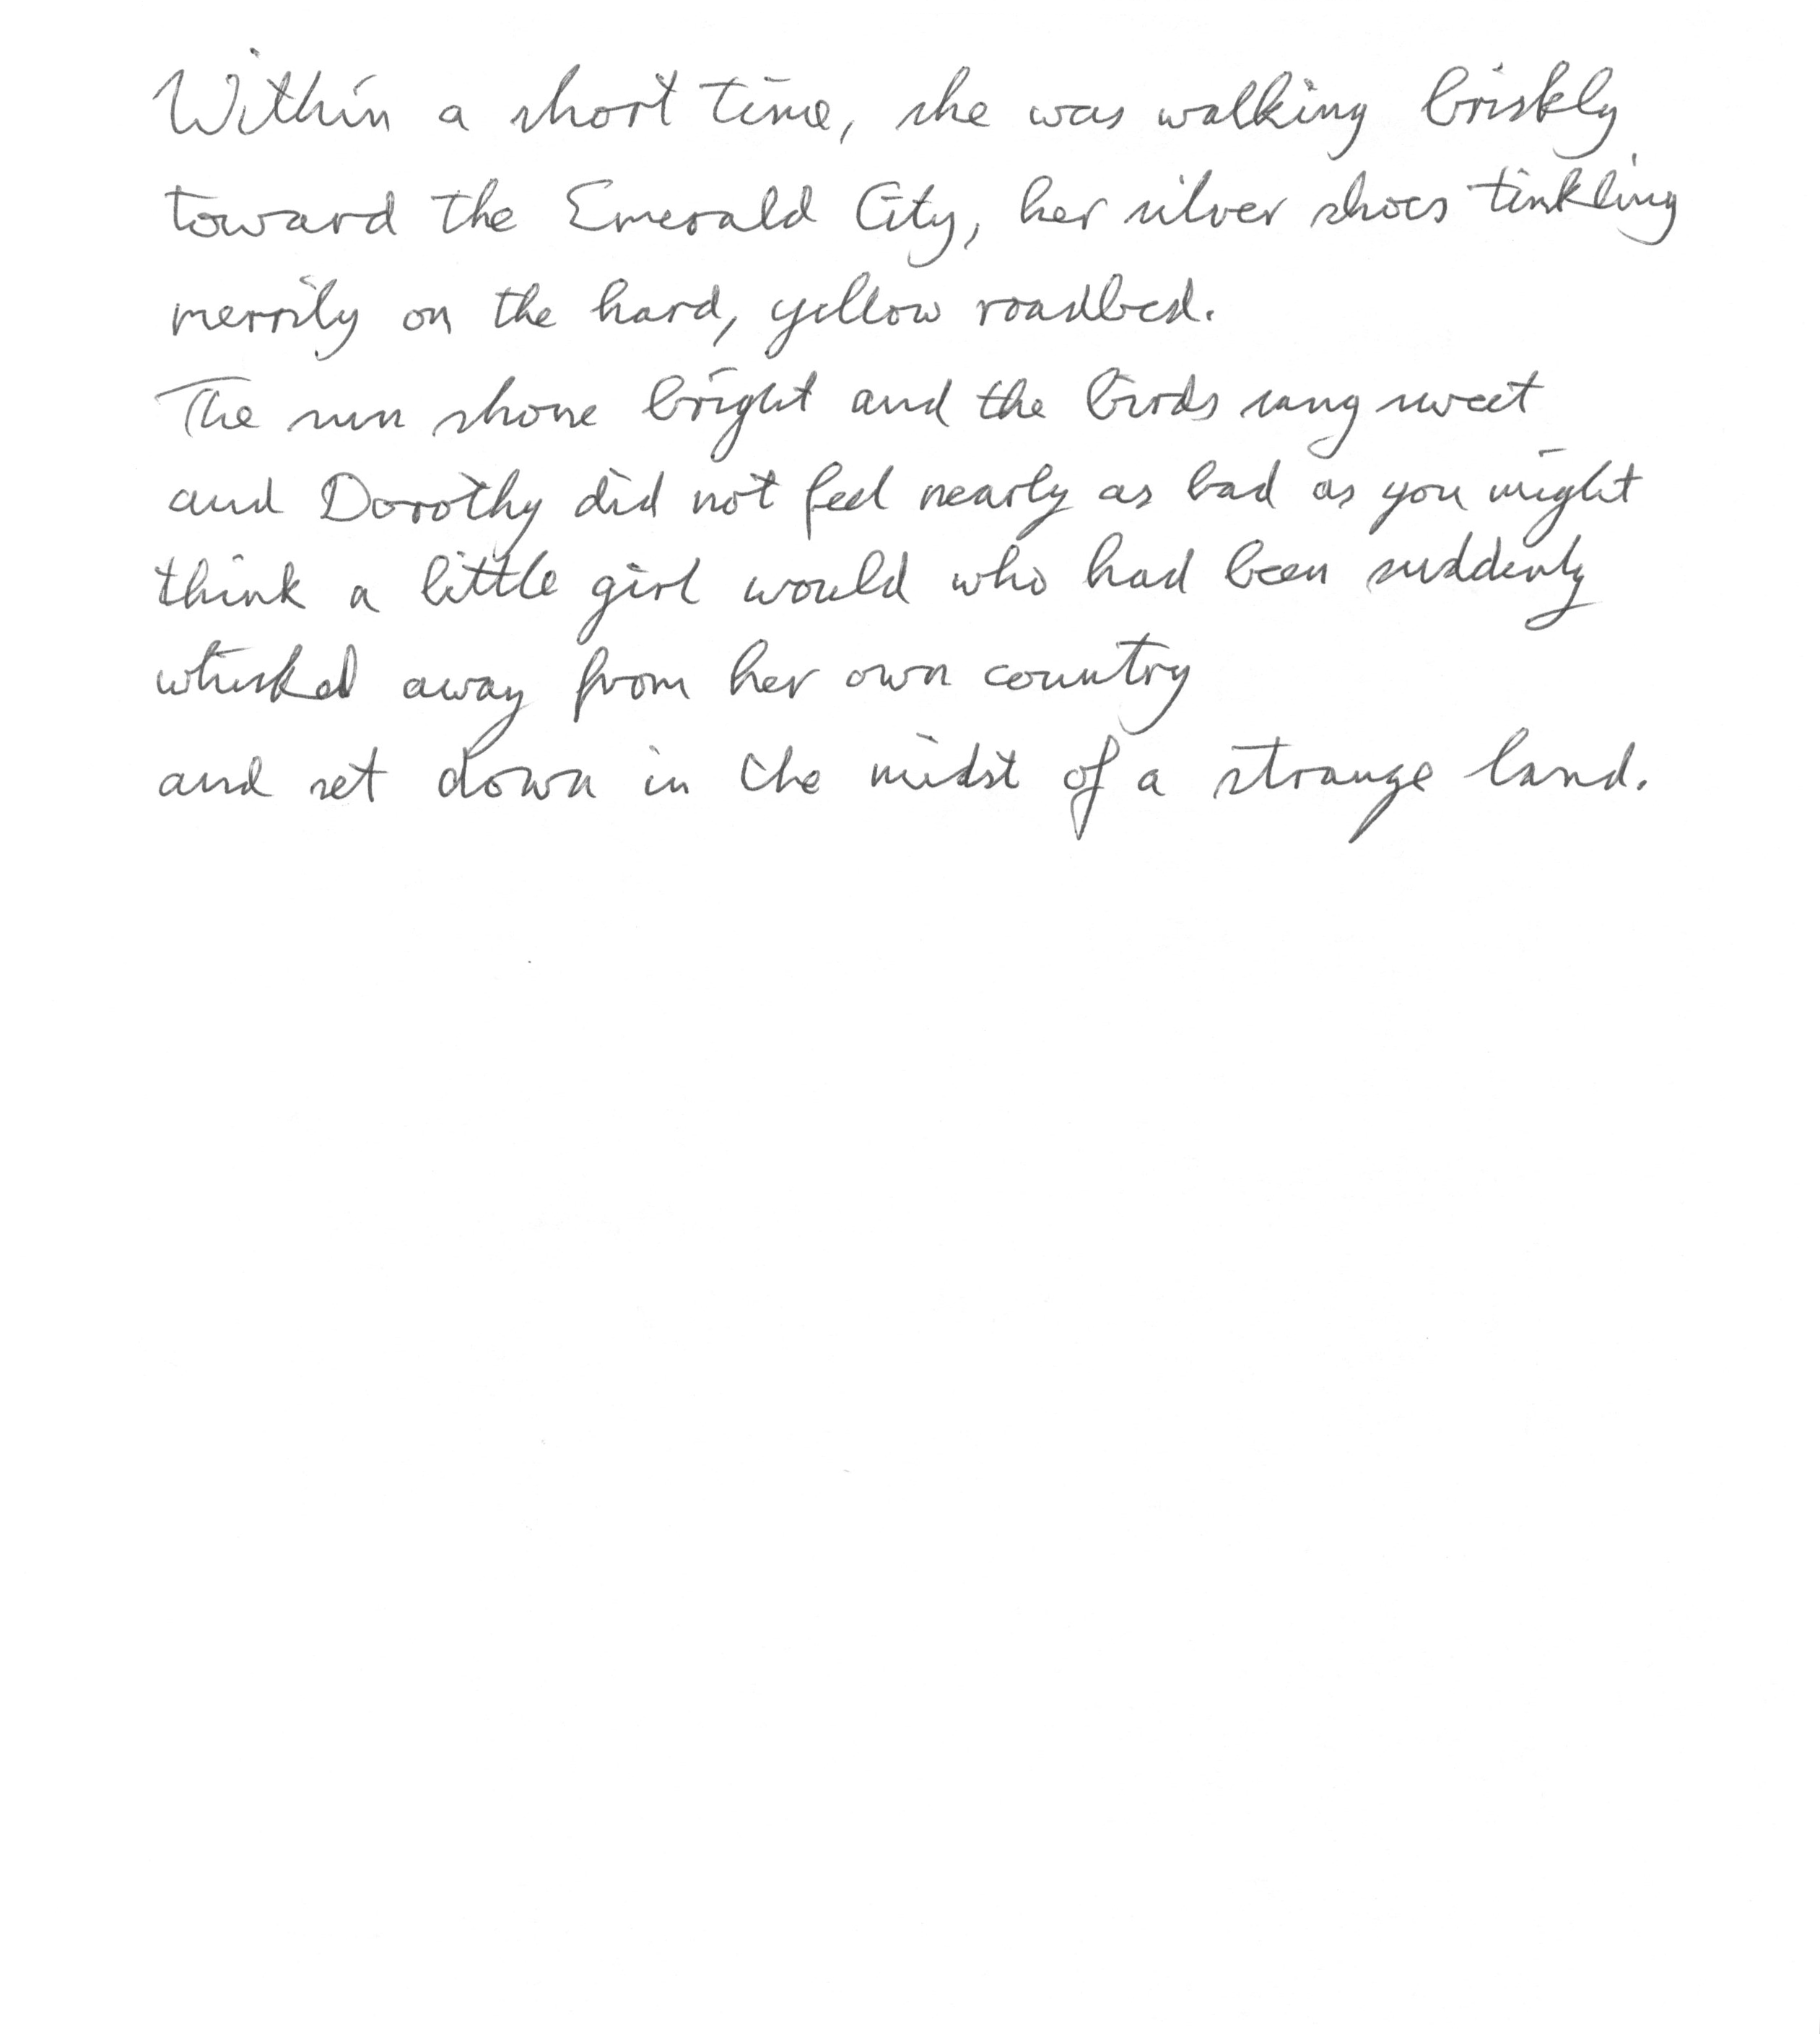 Within a short time, she was walking briskly
toward the Emerald City, her silver shoes tinkling
merrily on the hard, yellow roadbed.
The sun shone bright and the birds sang sweet
and Dorothy did not feel nearly as bad as you might
think a little girl would who had been suddenly
whisked away from her own country
and set down in the midst of a strange land.